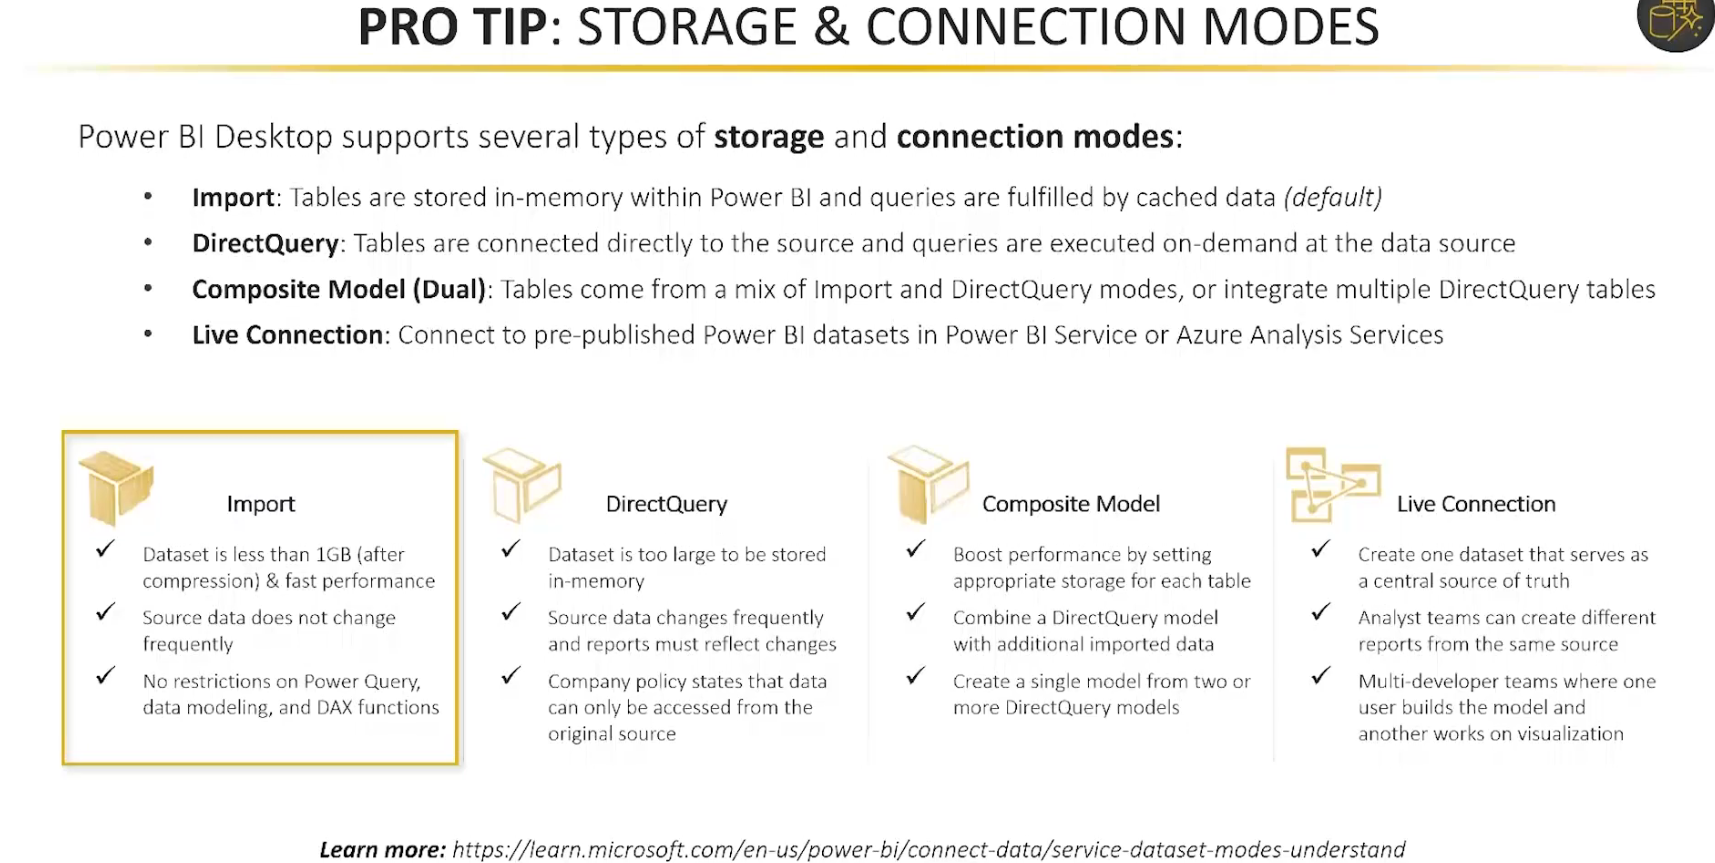 PRO TIP: STORAGE & CONNECTION MODES
Power BI Desktop supports several types of storage and connection modes:
• Import: Tables are stored in-memory within Power BI and queries are fulfilled by cached data (default)
• DirectQuery: Tables are connected directly to the source and queries are executed on-demand at the data source
• Composite Model (Dual): Tables come from a mix of Import and DirectQuery modes, or integrate multiple DirectQuery tables
• Live Connection: Connect to pre-published Power BI datasets in Power BI Service or Azure Analysis Services
Import
✓ Dataset is less than 1GB (after
compression) & fast performance
✓ Source data does not change
frequently
✓ No restrictions on Power Query,
data modeling, and DAX functions
DirectQuery
✓ Dataset is too large to be stored
in-memory
✓ Source data changes frequently
and reports must reflect changes
✓ Company policy states that data
can only be accessed from the
original source
Composite Model
✓ Boost performance by setting
appropriate storage for each table
✓ Combine a DirectQuery model
with additional imported data
✓ Create a single model from two or
more DirectQuery models
Live Connection
✓ Create one dataset that serves as
a central source of truth
✓ Analyst teams can create different
reports from the same source
✓ Multi-developer teams where one
user builds the model and
another works on visualization
Learn more: https://learn.microsoft.com/en-us/power-bi/connect-data/service-dataset-modes-understand